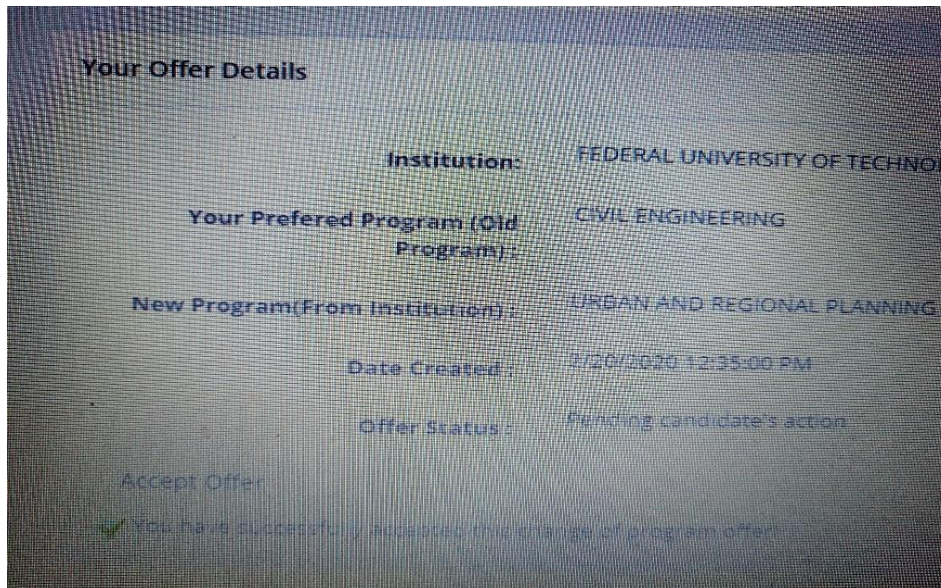 Your Offer Details
Institution: FEDERAL UNIVERSITY OF TECHNO
Your Prefered Program (Old CIVIL ENGINEERING
Program) :
New Program(From Institution) : URBAN AND REGIONAL PLANNING
Date Created : 2/20/2020 12:35:00 PM
Offer Status : Pending candidate's action
Accept Offer
You have successfully accepted this change of program offer